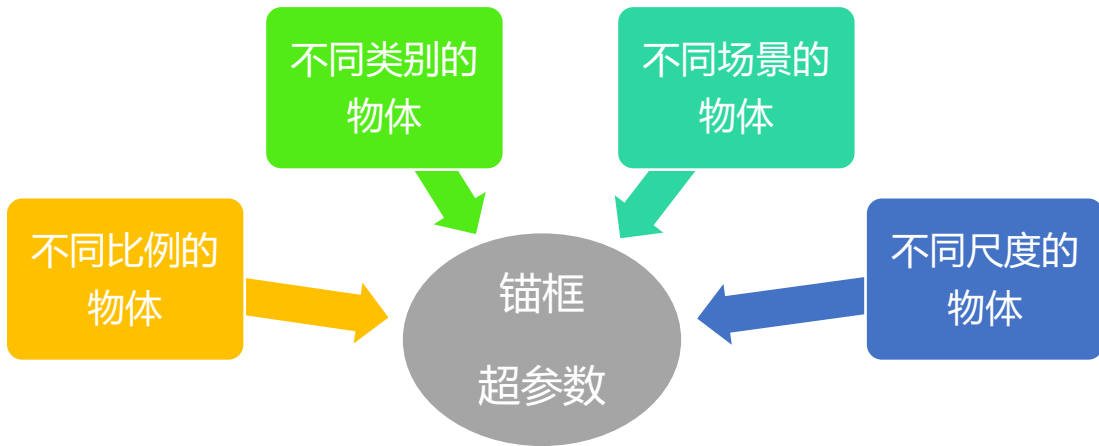 不同类别的
物体
不同场景的
物体
不同比例的
物体
不同尺度的
物体
锚框
超参数